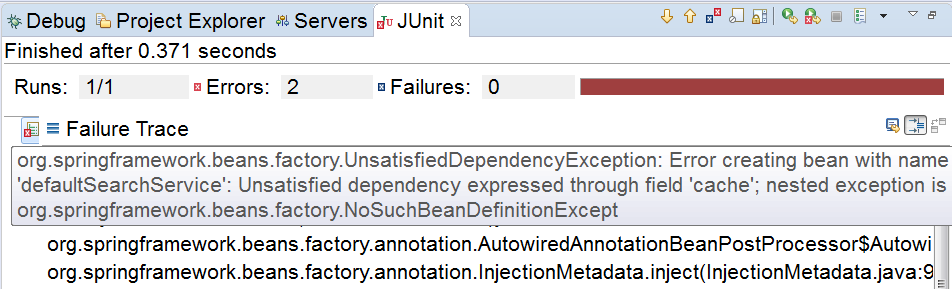 Debug Project Explorer Servers JUnit
Finished after 0.371 seconds
Runs: 1/1 Errors: 2 Failures: 0
Failure Trace
org.springframework.beans.factory.UnsatisfiedDependencyException: Error creating bean with name
'defaultSearchService': Unsatisfied dependency expressed through field 'cache'; nested exception is
org.springframework.beans.factory.NoSuchBeanDefinitionExcept
org.springframework.beans.factory.annotation.AutowiredAnnotationBeanPostProcessor$Autowi
org.springframework.beans.factory.annotation.InjectionMetadata.inject(InjectionMetadata.java:9